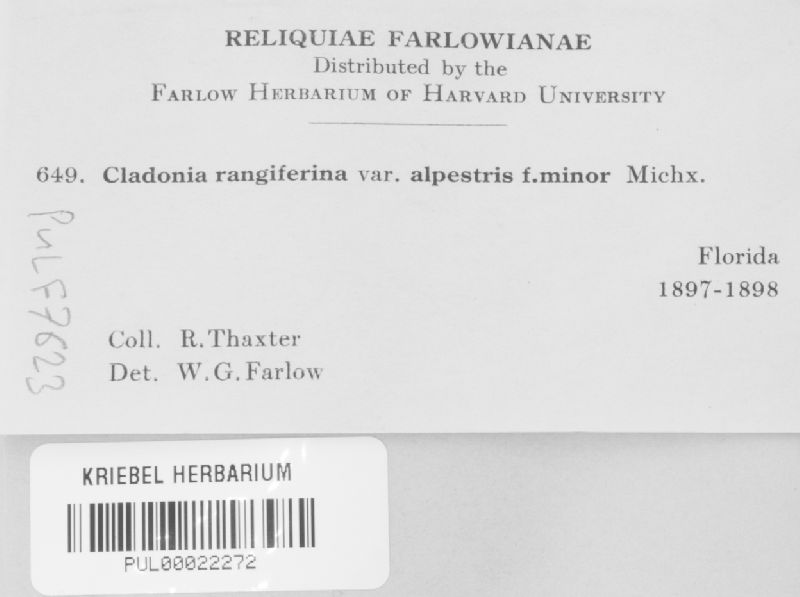 RELIQUIAE FARLOWIANAE
Distributed by the
FARLOW HERBARIUM OF HARVARD UNIVERSITY
649. Cladonia rangiferina var. alpestris f.minor Michx.
PUL F7623
Florida
1897-1898
Coll. R.Thaxter
Det. W.G.Farlow
KRIEBEL HERBARIUM
PUL00022272